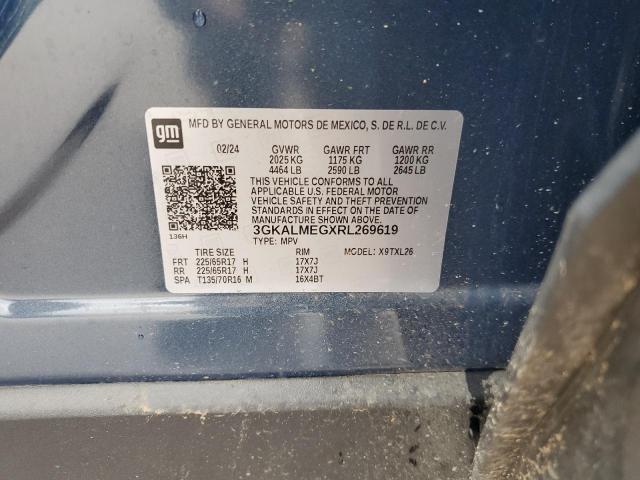 gm
MFD BY GENERAL MOTORS DE MEXICO, S. DE R.L. DE C.V.
02/24 GVWR GAWR FRT GAWR RR
2025 KG 1175 KG 1200 KG
4464 LB 2590 LB 2645 LB
THIS VEHICLE CONFORMS TO ALL
APPLICABLE U.S. FEDERAL MOTOR
VEHICLE SAFETY, BUMPER, AND THEFT PREVENTION
STANDARDS IN EFFECT ON THE DATE OF
MANUFACTURE SHOWN ABOVE.
3GKALMEGXRL269619
136H
TYPE: MPV
TIRE SIZE RIM MODEL: X9TXL26
FRT 225/65R17 H 17X7J
RR 225/65R17 H 17X7J
SPA T135/70R16 M 16X4BT